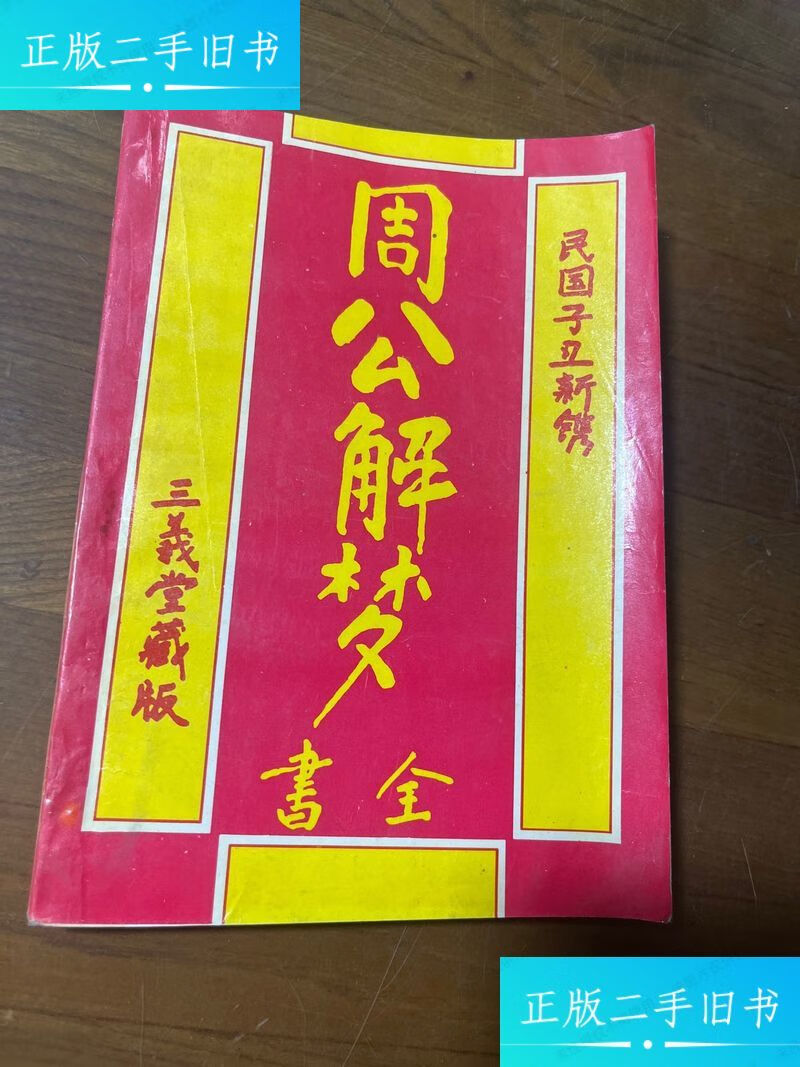 正版二手旧书
民国子丑新镌
周公解梦
全書
三義堂藏版
正版二手旧书